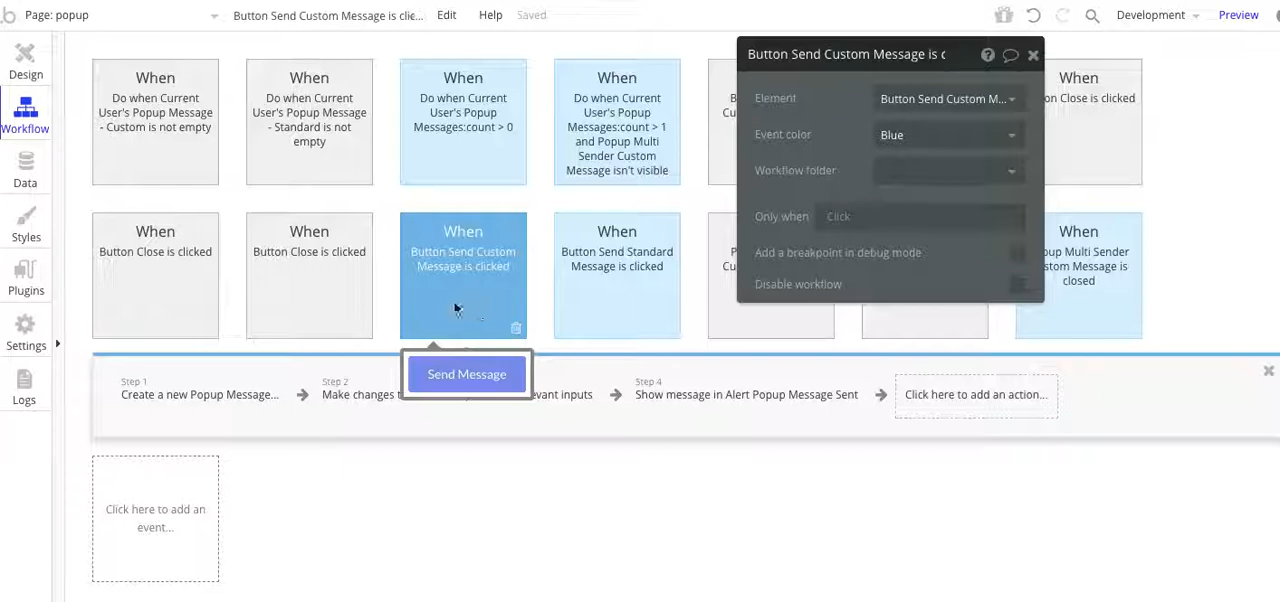 Page: popup
Button Send Custom Message is clic...
Edit
Help
Saved
Development
Preview
Design
Workflow
Data
Styles
Plugins
Settings
Logs
When
Do when Current
User's Popup Message
- Custom is not empty
When
Do when Current
User's Popup Message
- Standard is not
empty
When
Do when Current
User's Popup
Messages:count > 0
When
Do when Current
User's Popup
Messages:count > 1
and Popup Multi
Sender Custom
Message isn't visible
When
on Close is clicked
When
Button Close is clicked
When
Button Close is clicked
When
Button Send Custom
Message is clicked
When
Button Send Standard
Message is clicked
When
oup Multi Sender
stom Message is
closed
Button Send Custom Message is c
Element
Button Send Custom M...
Event color
Blue
Workflow folder
Only when
Click
Add a breakpoint in debug mode
Disable workflow
Send Message
Step 1
Create a new Popup Message...
Step 2
Make changes t
evant inputs
Step 4
Show message in Alert Popup Message Sent
Click here to add an action...
Click here to add an
event...